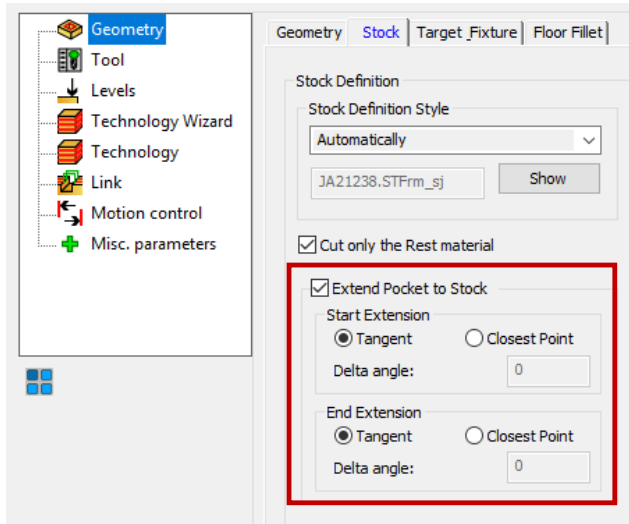 Geometry
Tool
Levels
Technology Wizard
Technology
Link
Motion control
Misc. parameters
Geometry Stock Target_Fixture Floor Fillet
Stock Definition
Stock Definition Style
Automatically
JA21238.STFrm_sj Show
Cut only the Rest material
Extend Pocket to Stock
Start Extension
Tangent Closest Point
Delta angle: 0
End Extension
Tangent Closest Point
Delta angle: 0